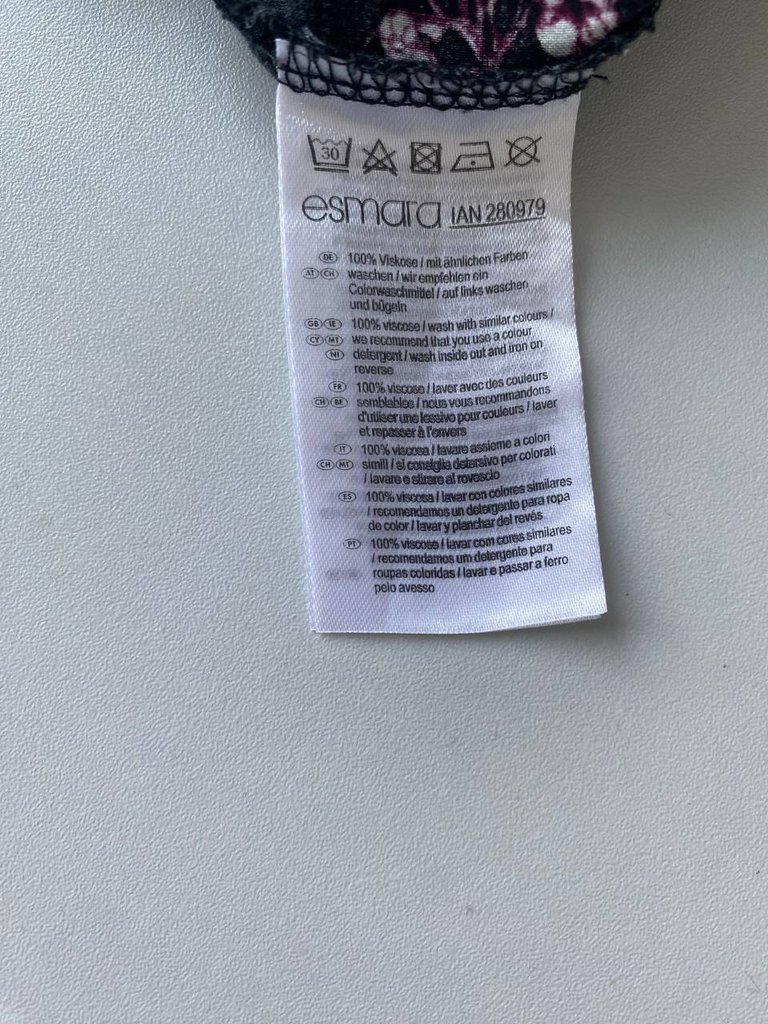 30
esmara IAN 280979
DE 100% Viskose / mit ähnlichen Farben
AT CH waschen / wir empfehlen ein
Colorwaschmittel / auf links waschen
und bügeln
GB IE 100% viscose / wash with similar colours /
CY MT we recommend that you use a colour
NI detergent / wash inside out and iron on
reverse
FR 100% viscose / laver avec des couleurs
CH BE semblables / nous vous recommandons
d'utiliser une lessive pour couleurs / laver
et repasser à l'envers
IT 100% viscosa / lavare assieme a colori
CH MT simili / si consiglia detersivo per colorati
/ lavare e stirare al rovescio
ES 100% viscosa / lavar con colores similares
/ recomendamos un detergente para ropa
de color / lavar y planchar del revés
PT 100% viscose / lavar com cores similares
/ recomendamos um detergente para
roupas coloridas / lavar e passar a ferro
pelo avesso